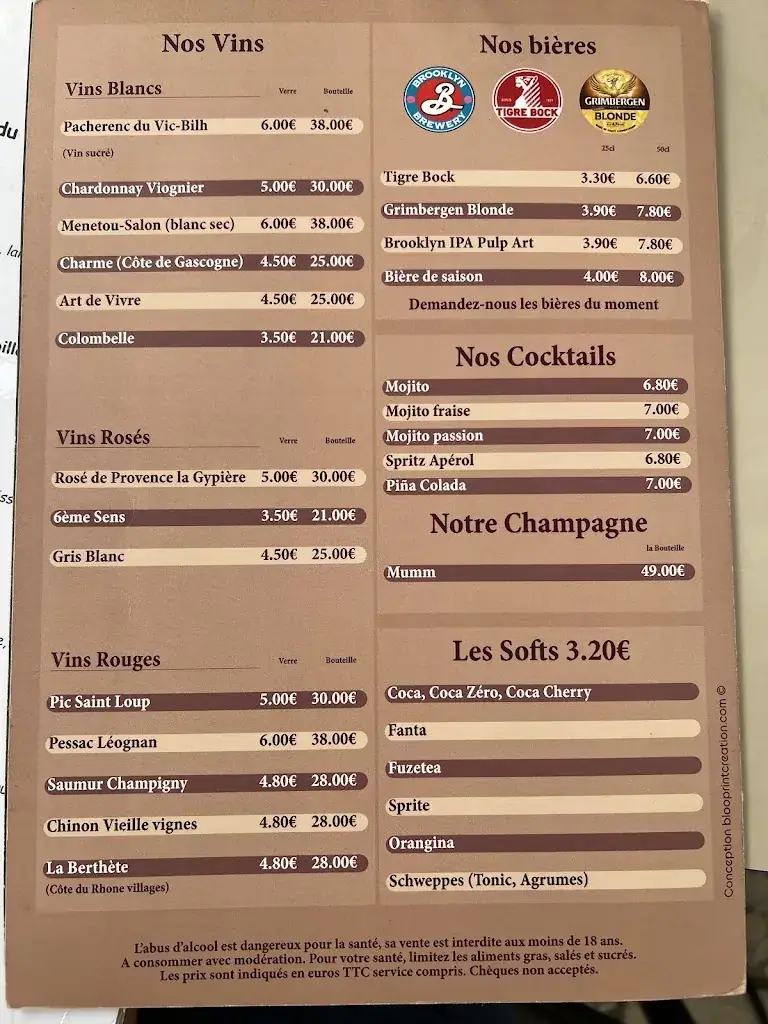 Nos Vins
Vins Blancs Verre Bouteille
Pacherenc du Vic-Bilh 6.00€ 38.00€
(Vin sucré)
Chardonnay Viognier 5.00€ 30.00€
Menetou-Salon (blanc sec) 6.00€ 38.00€
Charme (Côte de Gascogne) 4.50€ 25.00€
Art de Vivre 4.50€ 25.00€
Colombelle 3.50€ 21.00€
Vins Rosés Verre Bouteille
Rosé de Provence la Gypière 5.00€ 30.00€
6ème Sens 3.50€ 21.00€
Gris Blanc 4.50€ 25.00€
Vins Rouges Verre Bouteille
Pic Saint Loup 5.00€ 30.00€
Pessac Léognan 6.00€ 38.00€
Saumur Champigny 4.80€ 28.00€
Chinon Vieille vignes 4.80€ 28.00€
La Berthète 4.80€ 28.00€
(Côte du Rhone villages)
Nos bières
BROOKLYN
B
BREWERY
TIGRE BOCK
GRIMBERGEN
BLONDE
25cl 50cl
Tigre Bock 3.30€ 6.60€
Grimbergen Blonde 3.90€ 7.80€
Brooklyn IPA Pulp Art 3.90€ 7.80€
Bière de saison 4.00€ 8.00€
Demandez-nous les bières du moment
Nos Cocktails
Mojito 6.80€
Mojito fraise 7.00€
Mojito passion 7.00€
Spritz Apérol 6.80€
Piña Colada 7.00€
Notre Champagne
la Bouteille
Mumm 49.00€
Les Softs 3.20€
Coca, Coca Zéro, Coca Cherry
Fanta
Fuzetea
Sprite
Orangina
Schweppes (Tonic, Agrumes)
Conception blooprintcreation.com ©
L'abus d'alcool est dangereux pour la santé, sa vente est interdite aux moins de 18 ans.
A consommer avec modération. Pour votre santé, limitez les aliments gras, salés et sucrés.
Les prix sont indiqués en euros TTC service compris. Chèques non acceptés.